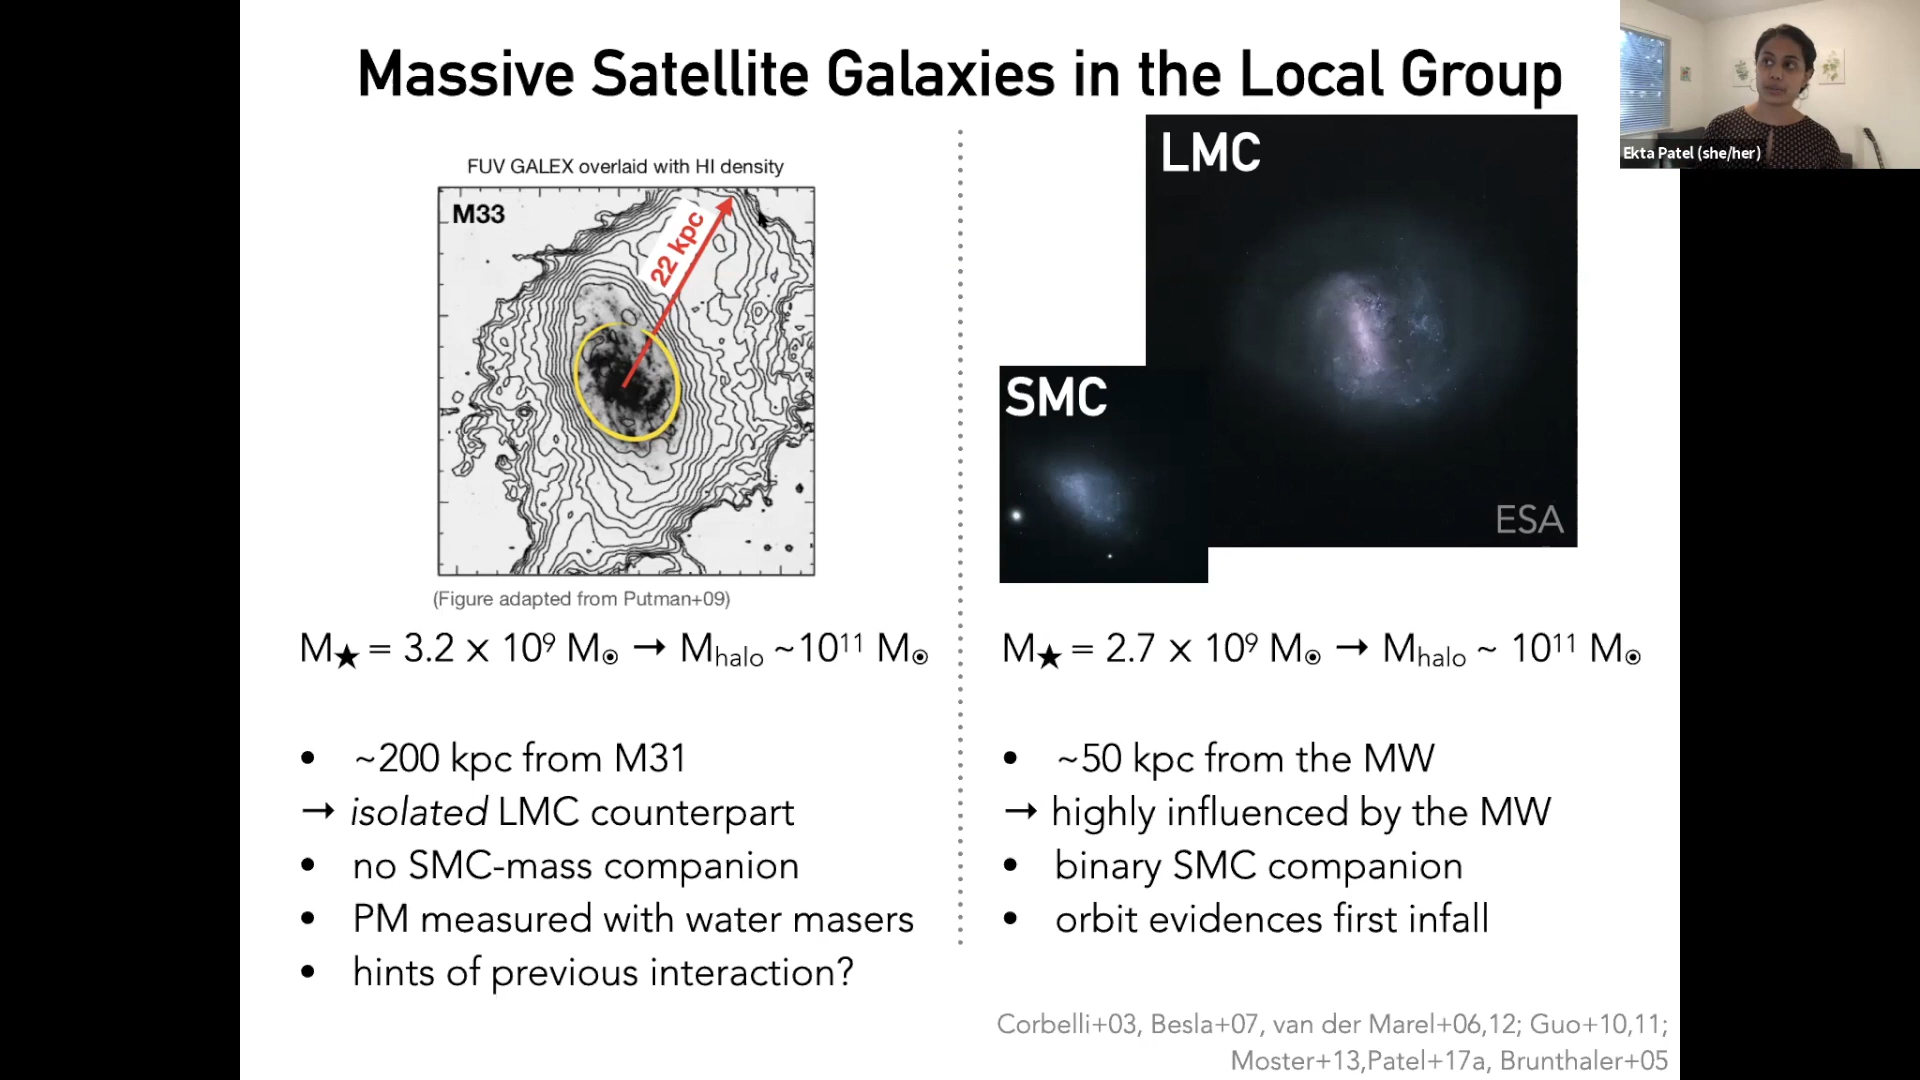 Massive Satellite Galaxies in the Local Group
Ekta Patel (she/her)
FUV GALEX overlaid with HI density
M33
22 kpc
(Figure adapted from Putman+09)
M★ = 3.2 x 10⁹ M☉ → Mhalo ~10¹¹ M☉
• ~200 kpc from M31
→ isolated LMC counterpart
• no SMC-mass companion
• PM measured with water masers
• hints of previous interaction?
LMC
SMC
ESA
M★ = 2.7 x 10⁹ M☉ → Mhalo ~ 10¹¹ M☉
• ~50 kpc from the MW
→ highly influenced by the MW
• binary SMC companion
• orbit evidences first infall
Corbelli+03, Besla+07, van der Marel+06,12; Guo+10,11;
Moster+13,Patel+17a, Brunthaler+05